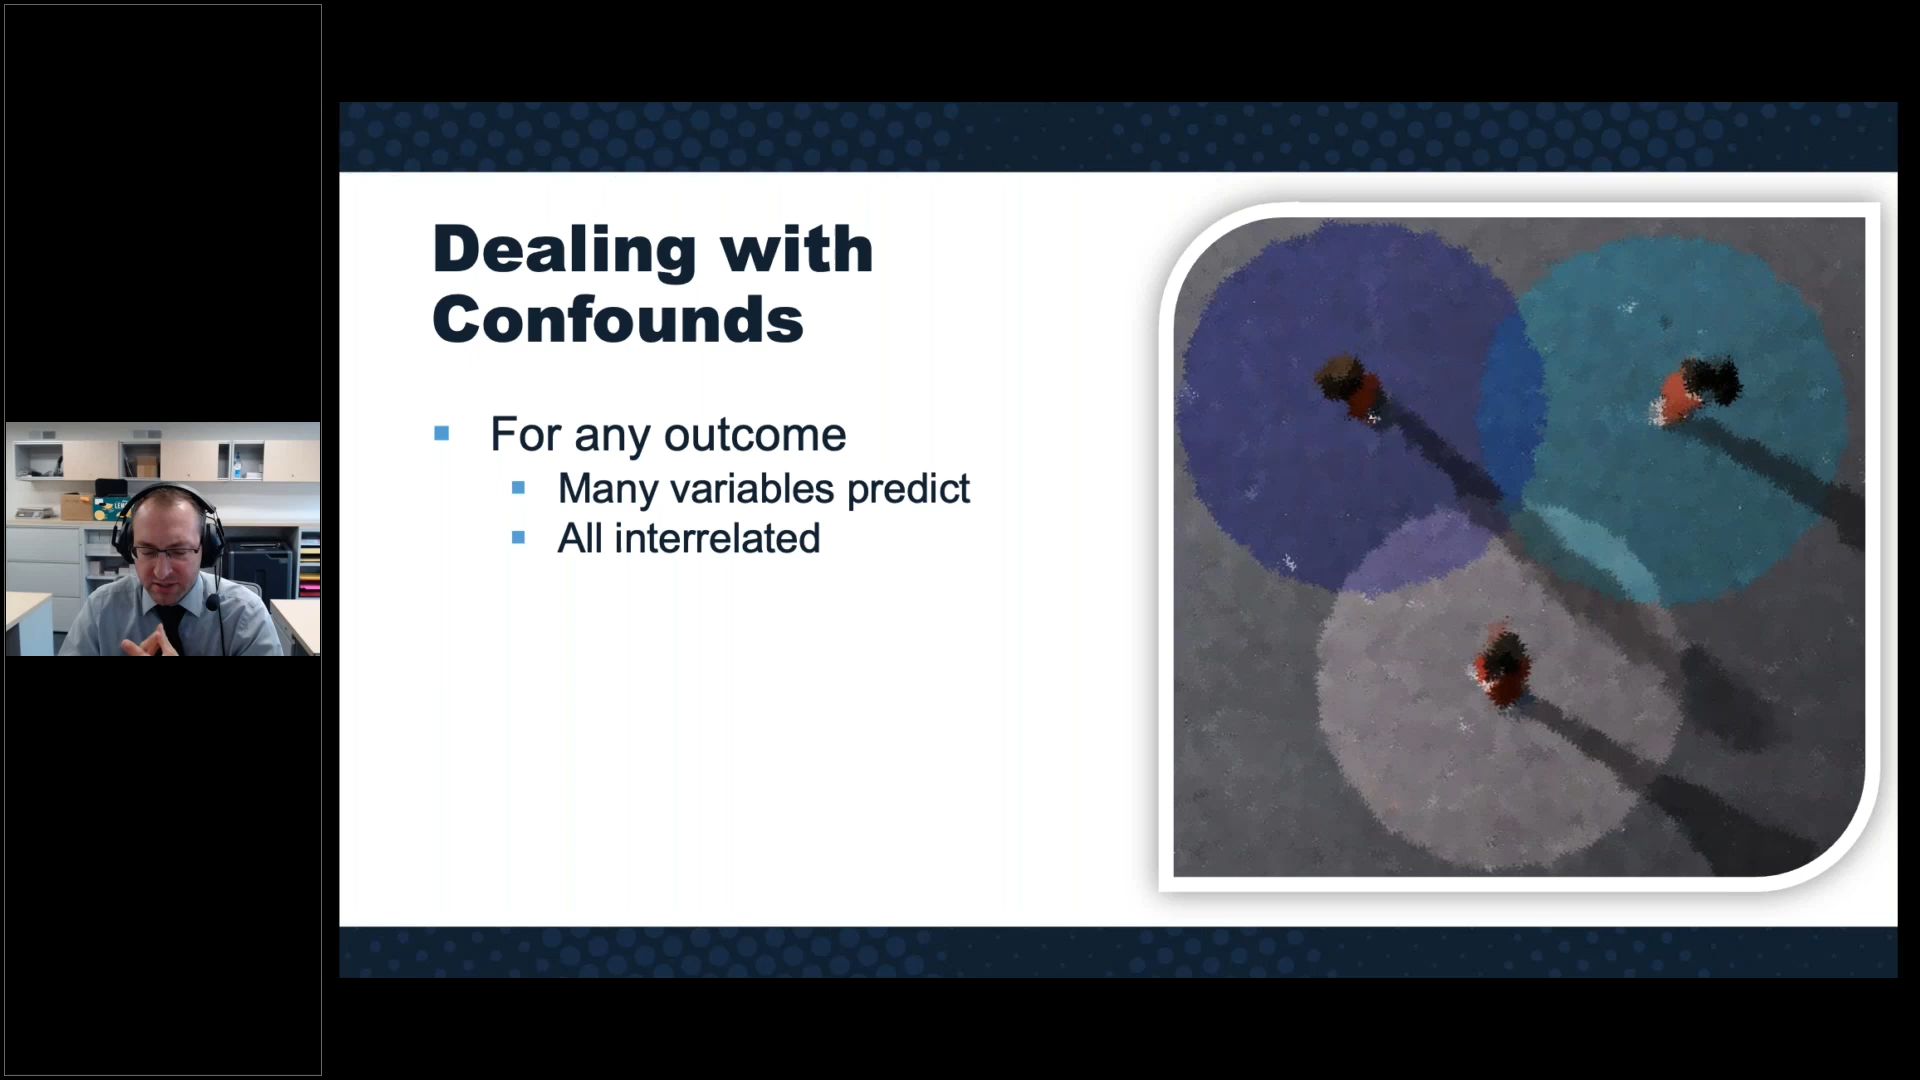 Dealing with
Confounds
For any outcome
Many variables predict
All interrelated